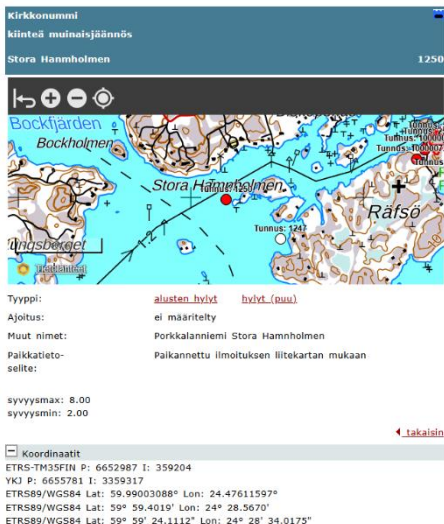 Kirkkonummi
kiinteä muinaisjäännös
Stora Hanmholmen 1250
Bockfjärden
Bockholmen
Stora
Räfsö
Tunnus: 1247
1.2
Tyyppi: alusten hylyt hylyt (puu)
Ajoitus: ei määritelty
Muut nimet: Porkkalanniemi Stora Hamnholmen
Paikkatieto- Paikannettu ilmoituksen liitekartan mukaan
selite:
syvyysmax: 8.00
syvyysmin: 2.00
takaisin
Koordinaatit
ETRS-TM35FIN P: 6652987 I: 359204
YKJ P: 6655781 I: 3359317
ETRS89/WGS84 Lat: 59.99003088° Lon: 24.47611597°
ETRS89/WGS84 Lat: 59° 59.4019' Lon: 24° 28.5670'
ETRS89/WGS84 Lat: 59° 59' 24.1112" Lon: 24° 28' 34.0175"